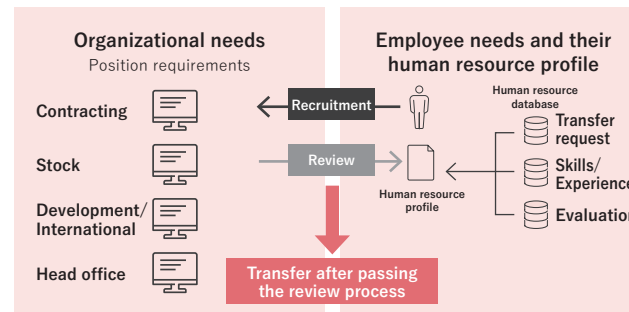 Organizational needs
Position requirements
Contracting
Stock
Development/
International
Head office
Recruitment
Review
Transfer after passing
the review process
Employee needs and their
human resource profile
Human resource
database
Human resource
profile
Transfer
request
Skills/
Experience
Evaluation